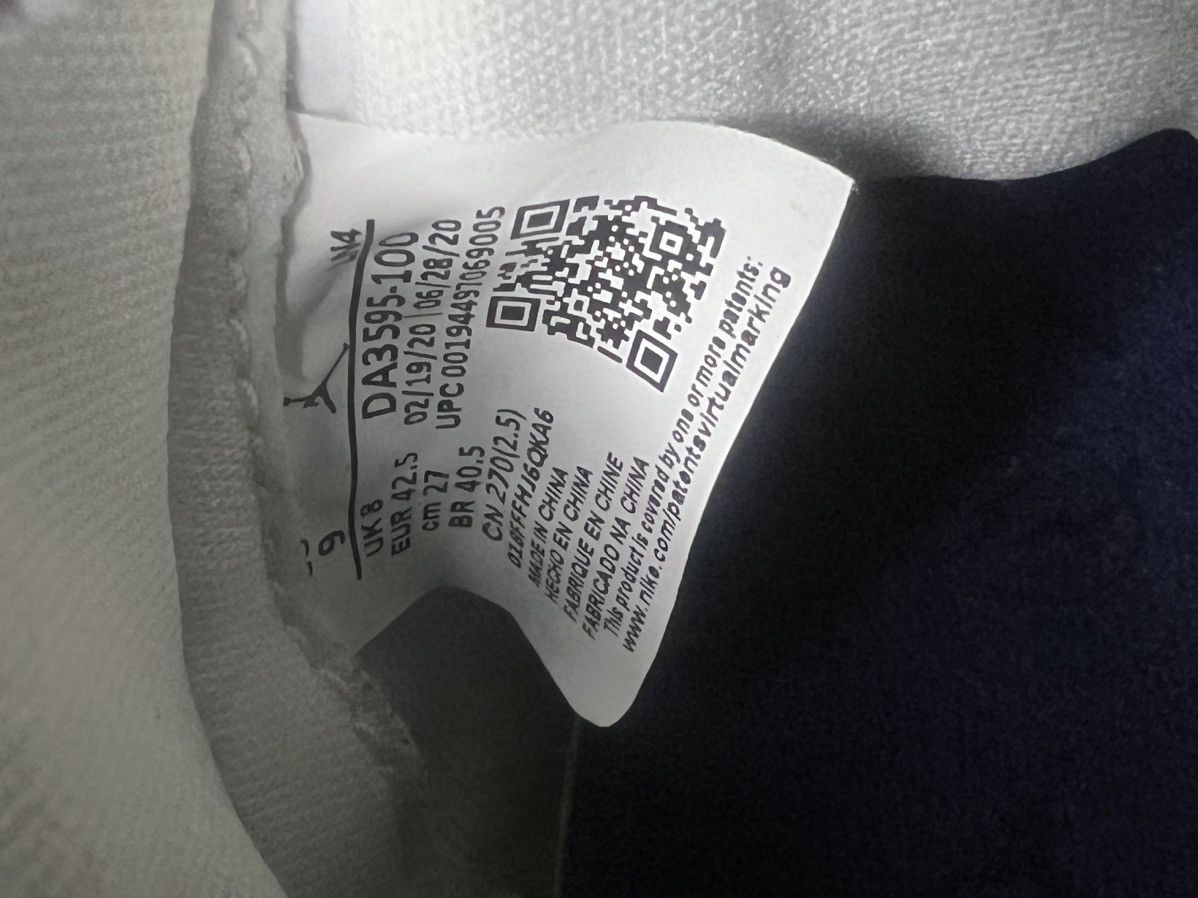 9
UK 8
EUR 42.5
cm 27
BR 40.5
CN 270(2.5)
DA3595-100
02/19/20 06/28/20
UPC 00194497069005
MADE IN CHINA
HECHO EN CHINA
FABRIQUE EN CHINE
FABRICADO NA CHINA
This product is covered by one or more patents:
www.nike.com/patentsvirtualmarking